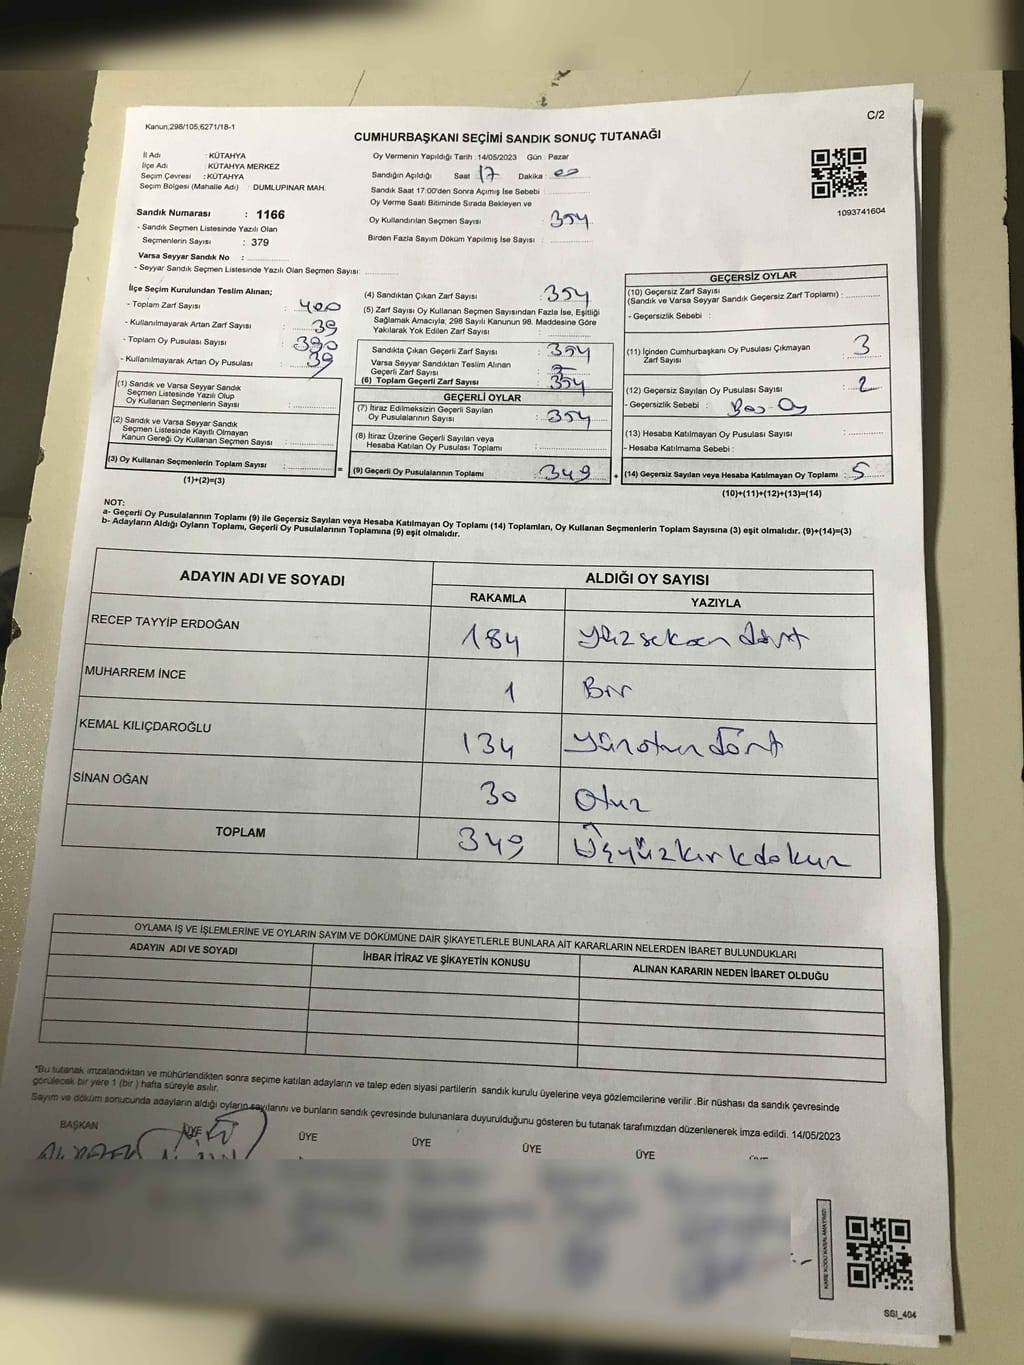 C/2
Kanun;298/105,6271/18-1
CUMHURBAŞKANI SEÇİMİ SANDIK SONUÇ TUTANAĞI
İl Adı : KÜTAHYA
İlçe Adı : KÜTAHYA MERKEZ
Seçim Çevresi : KÜTAHYA
Seçim Bölgesi (Mahalle Adı) : DUMLUPINAR MAH.
Sandık Numarası : 1166
- Sandık Seçmen Listesinde Yazılı Olan
Seçmenlerin Sayısı : 379
Varsa Seyyar Sandık No :
- Seyyar Sandık Seçmen Listesinde Yazılı Olan Seçmen Sayısı:
Oy Vermenin Yapıldığı Tarih : 14/05/2023 Gün : Pazar
Sandığın Açıldığı Saat : 17 Dakika : 00
Sandık Saat 17:00'den Sonra Açılmış İse Sebebi :
Oy Verme Saati Bitiminde Sırada Bekleyen ve
Oy Kullandırılan Seçmen Sayısı : 354
Birden Fazla Sayım Döküm Yapılmış İse Sayısı :
1093741604
İlçe Seçim Kurulundan Teslim Alınan;
- Toplam Zarf Sayısı : 400
- Kullanılmayarak Artan Zarf Sayısı : 39
- Toplam Oy Pusulası Sayısı : 390
- Kullanılmayarak Artan Oy Pusulası : 39
(1) Sandık ve Varsa Seyyar Sandık
Seçmen Listesinde Yazılı Olup
Oy Kullanan Seçmenlerin Sayısı :
(2) Sandık ve Varsa Seyyar Sandık
Seçmen Listesinde Kayıtlı Olmayan
Kanun Gereği Oy Kullanan Seçmen Sayısı :
(3) Oy Kullanan Seçmenlerin Toplam Sayısı :
(1)+(2)=(3)
(4) Sandıktan Çıkan Zarf Sayısı : 354
(5) Zarf Sayısı Oy Kullanan Seçmen Sayısından Fazla İse, Eşitliği
Sağlamak Amacıyla; 298 Sayılı Kanunun 98. Maddesine Göre
Yakılarak Yok Edilen Zarf Sayısı :
Sandıkta Çıkan Geçerli Zarf Sayısı : 354
Varsa Seyyar Sandıktan Teslim Alınan
Geçerli Zarf Sayısı :
(6) Toplam Geçerli Zarf Sayısı : 354
GEÇERLİ OYLAR
(7) İtiraz Edilmeksizin Geçerli Sayılan
Oy Pusulalarının Sayısı : 354
(8) İtiraz Üzerine Geçerli Sayılan veya
Hesaba Katılan Oy Pusulası Toplamı :
= (9) Geçerli Oy Pusulalarının Toplamı : 349
GEÇERSİZ OYLAR
(10) Geçersiz Zarf Sayısı
(Sandık ve Varsa Seyyar Sandık Geçersiz Zarf Toplamı) :
- Geçersizlik Sebebi :
(11) İçinden Cumhurbaşkanı Oy Pusulası Çıkmayan
Zarf Sayısı : 3
(12) Geçersiz Sayılan Oy Pusulası Sayısı : 2
- Geçersizlik Sebebi : Boş Oy
(13) Hesaba Katılmayan Oy Pusulası Sayısı :
- Hesaba Katılmama Sebebi :
+ (14) Geçersiz Sayılan veya Hesaba Katılmayan Oy Toplamı : 5
(10)+(11)+(12)+(13)=(14)
NOT:
a- Geçerli Oy Pusulalarının Toplamı (9) ile Geçersiz Sayılan veya Hesaba Katılmayan Oy Toplamı (14) Toplamları, Oy Kullanan Seçmenlerin Toplam Sayısına (3) eşit olmalıdır. (9)+(14)=(3)
b- Adayların Aldığı Oyların Toplamı, Geçerli Oy Pusulalarının Toplamına (9) eşit olmalıdır.
ADAYIN ADI VE SOYADI ALDIĞI OY SAYISI
RAKAMLA YAZIYLA
RECEP TAYYİP ERDOĞAN 184 Yüzseksen dört
MUHARREM İNCE 1 Bir
KEMAL KILIÇDAROĞLU 134 Yüzotuz dört
SİNAN OĞAN 30 Otuz
TOPLAM 349 Üçyüzkırkdokuz
OYLAMA İŞ VE İŞLEMLERİNE VE OYLARIN SAYIM VE DÖKÜMÜNE DAİR ŞİKAYETLERLE BUNLARA AİT KARARLARIN NELERDEN İBARET BULUNDUKLARI
ADAYIN ADI VE SOYADI İHBAR İTİRAZ VE ŞİKAYETİN KONUSU ALINAN KARARIN NEDEN İBARET OLDUĞU
*Bu tutanak imzalandıktan ve mühürlendikten sonra seçime katılan adayların ve talep eden siyasi partilerin sandık kurulu üyelerine veya gözlemcilerine verilir .Bir nüshası da sandık çevresinde
görülecek bir yere 1 (bir ) hafta süreyle asılır.
Sayım ve döküm sonucunda adayların aldığı oyların sayılarını ve bunların sandık çevresinde bulunanlara duyurulduğunu gösteren bu tutanak tarafımızdan düzenlenerek imza edildi. 14/05/2023
BAŞKAN ÜYE ÜYE ÜYE ÜYE ÜYE
SSI_404